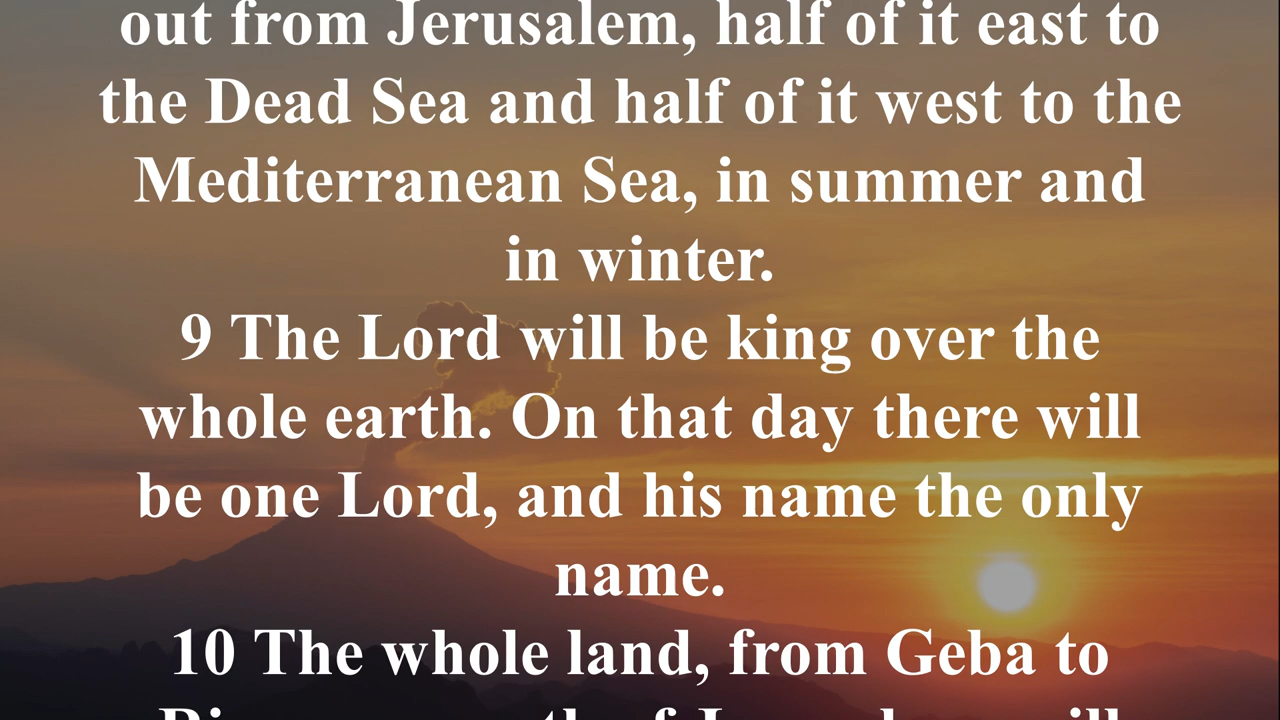 out from Jerusalem, half of it east to
the Dead Sea and half of it west to the
Mediterranean Sea, in summer and
in winter.
9 The Lord will be king over the
whole earth. On that day there will
be one Lord, and his name the only
name.
10 The whole land, from Geba to